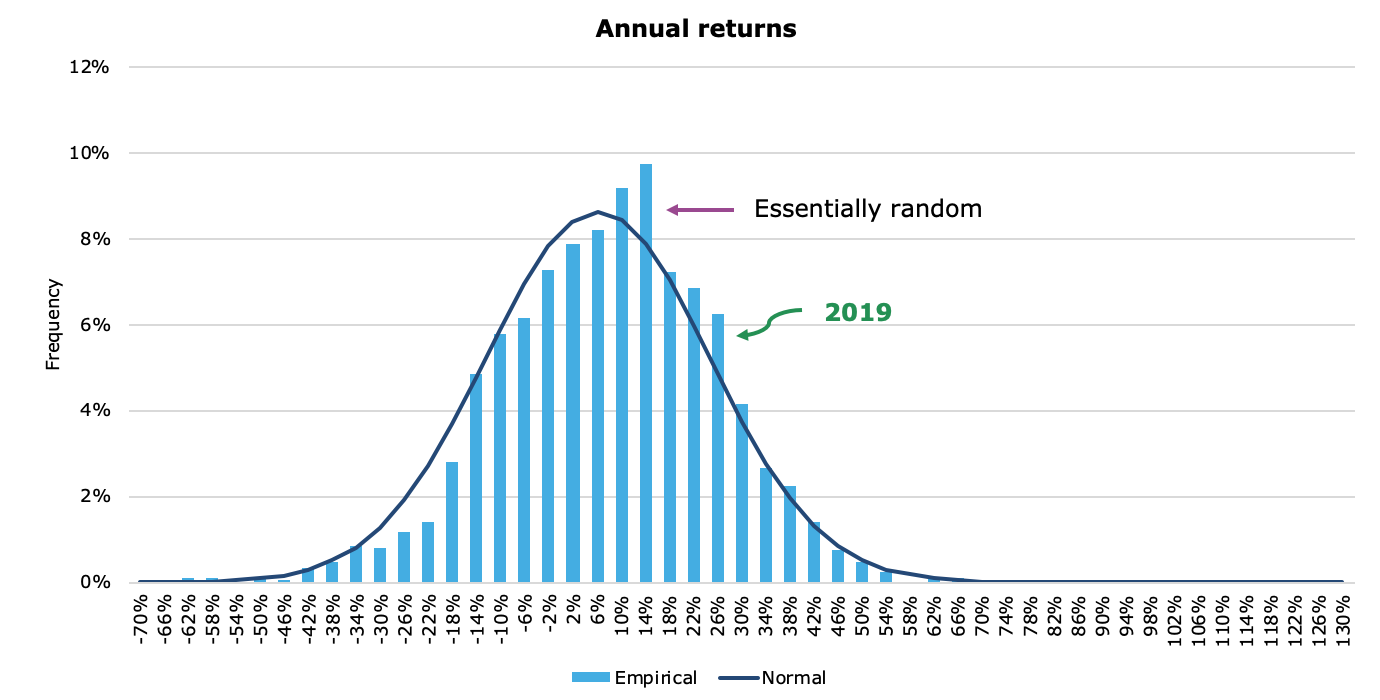 Annual returns
12%
10%
8%
6%
4%
2%
0%
Frequency
Essentially random
2019
-70% -66% -62% -58% -54% -50% -46% -42% -38% -34% -30% -26% -22% -18% -14% -10% -6% -2% 2% 6% 10% 14% 18% 22% 26% 30% 34% 38% 42% 46% 50% 54% 58% 62% 66% 70% 74% 78% 82% 86% 90% 94% 98% 102% 106% 110% 114% 118% 122% 126% 130%
Empirical Normal